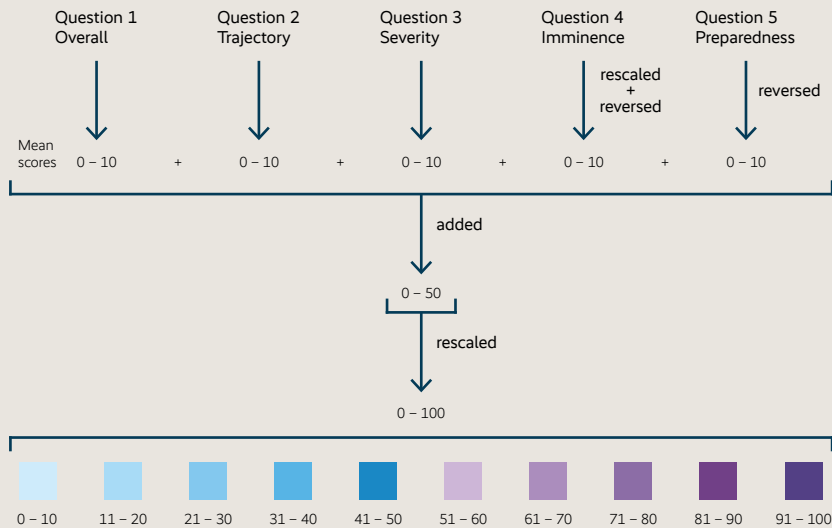 Question 1
Overall
Question 2
Trajectory
Question 3
Severity
Question 4
Imminence
Question 5
Preparedness
rescaled
+
reversed
reversed
Mean
scores
0 – 10 + 0 – 10 + 0 – 10 + 0 – 10 + 0 – 10
added
0 – 50
rescaled
0 – 100
0 – 10 11 – 20 21 – 30 31 – 40 41 – 50 51 – 60 61 – 70 71 – 80 81 – 90 91 – 100